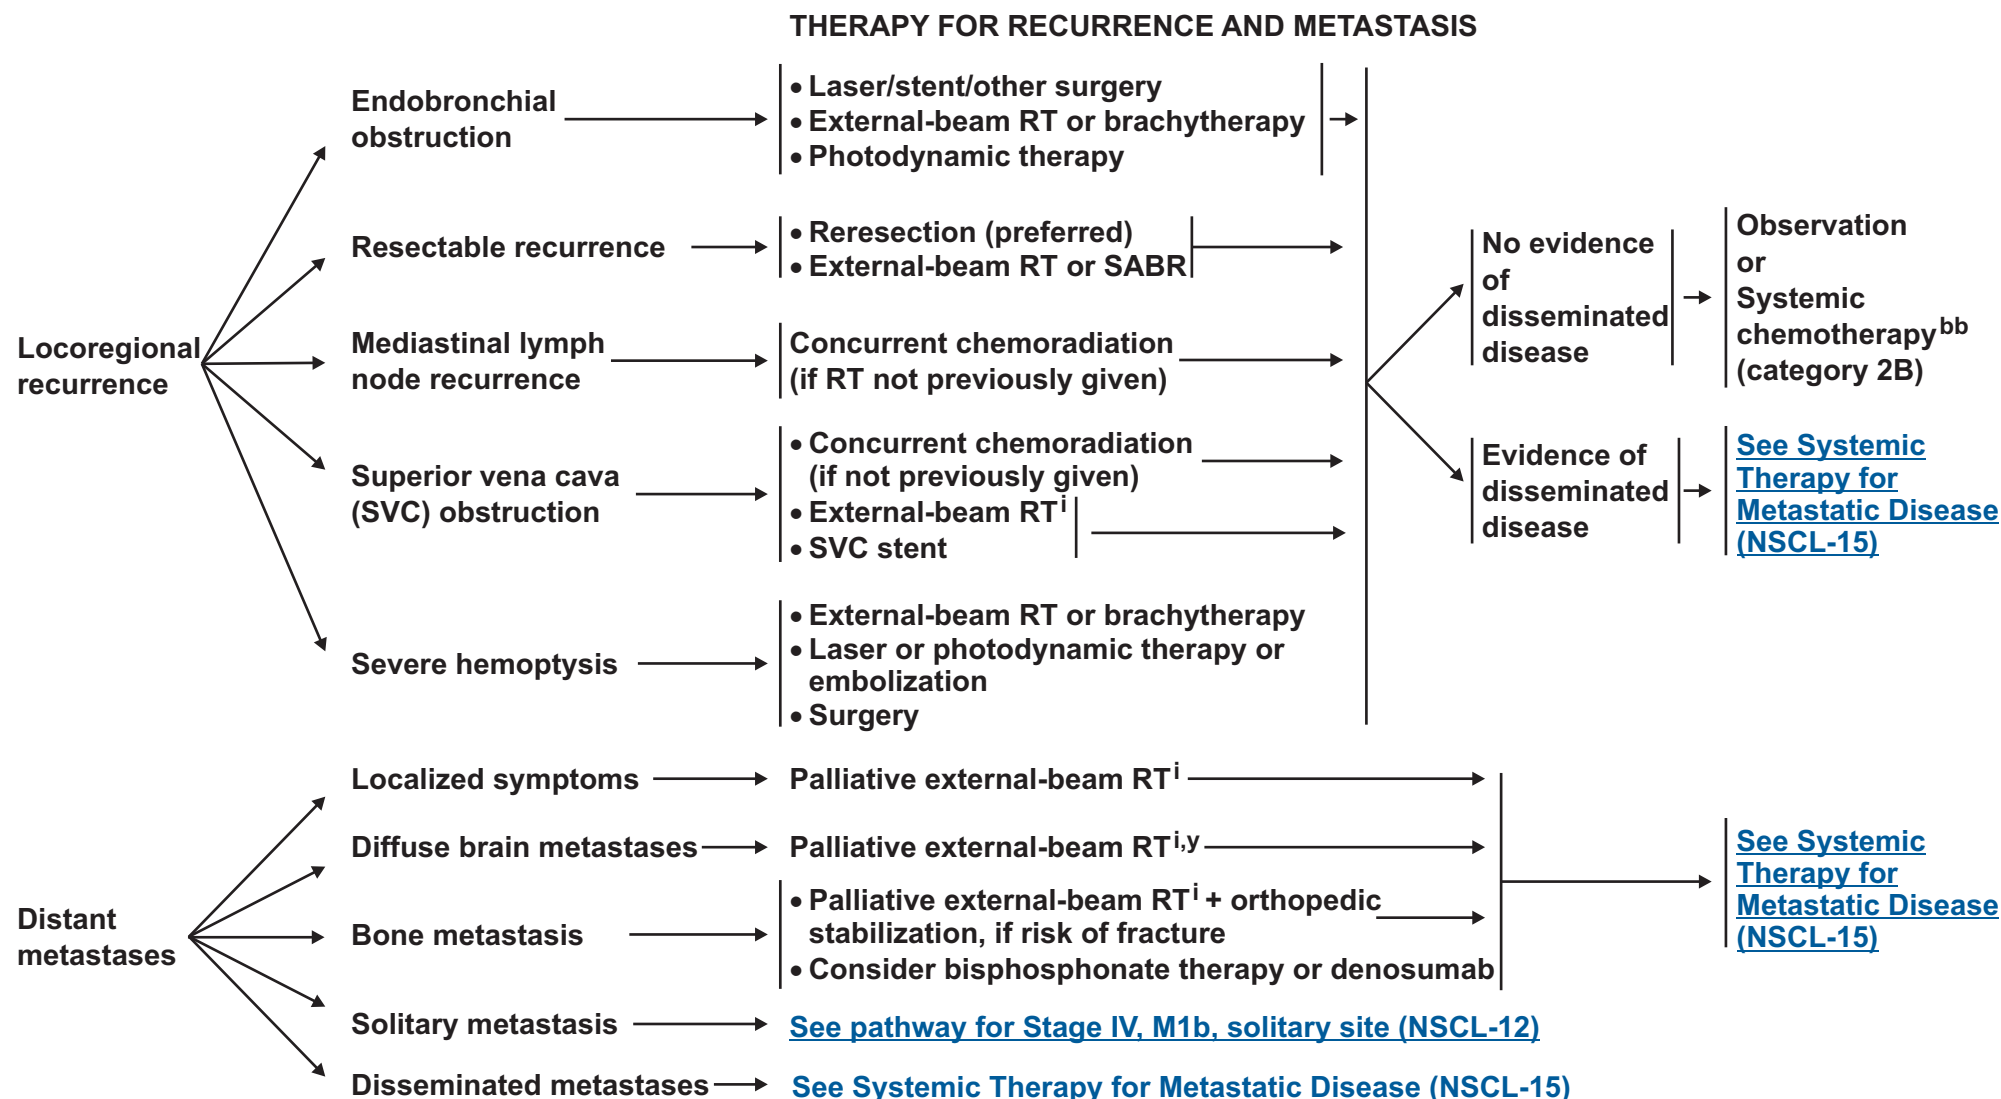 THERAPY FOR RECURRENCE AND METASTASIS
Locoregional
recurrence
Endobronchial
obstruction
• Laser/stent/other surgery
• External-beam RT or brachytherapy
• Photodynamic therapy
Resectable recurrence
• Reresection (preferred)
• External-beam RT or SABR
Mediastinal lymph
node recurrence
Concurrent chemoradiation
(if RT not previously given)
Superior vena cava
(SVC) obstruction
• Concurrent chemoradiation
(if not previously given)
• External-beam RTi
• SVC stent
Severe hemoptysis
• External-beam RT or brachytherapy
• Laser or photodynamic therapy or
embolization
• Surgery
No evidence
of
disseminated
disease
Observation
or
Systemic
chemotherapybb
(category 2B)
Evidence of
disseminated
disease
See Systemic
Therapy for
Metastatic Disease
(NSCL-15)
Distant
metastases
Localized symptoms
Palliative external-beam RTi
Diffuse brain metastases
Palliative external-beam RTi,y
Bone metastasis
• Palliative external-beam RTi + orthopedic
stabilization, if risk of fracture
• Consider bisphosphonate therapy or denosumab
See Systemic
Therapy for
Metastatic Disease
(NSCL-15)
Solitary metastasis
See pathway for Stage IV, M1b, solitary site (NSCL-12)
Disseminated metastases
See Systemic Therapy for Metastatic Disease (NSCL-15)